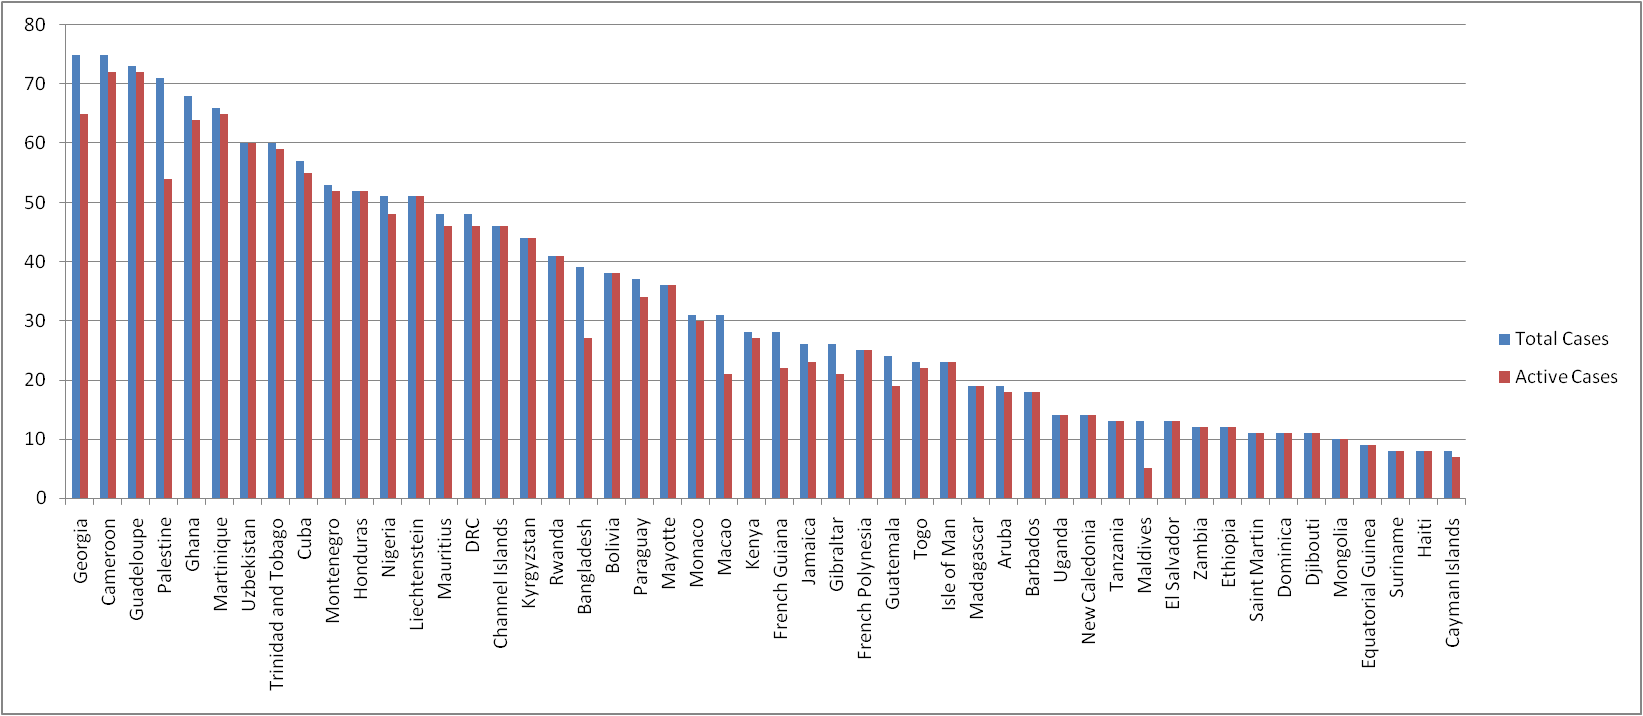 80
70
60
50
40
30
20
10
0
Georgia
Cameroon
Guadeloupe
Palestine
Ghana
Martinique
Uzbekistan
Trinidad and Tobago
Cuba
Montenegro
Honduras
Nigeria
Liechtenstein
Mauritius
DRC
Channel Islands
Kyrgyzstan
Rwanda
Bangladesh
Bolivia
Paraguay
Mayotte
Monaco
Macao
Kenya
French Guiana
Jamaica
Gibraltar
French Polynesia
Guatemala
Togo
Isle of Man
Madagascar
Aruba
Barbados
Uganda
New Caledonia
Tanzania
Maldives
El Salvador
Zambia
Ethiopia
Saint Martin
Dominica
Djibouti
Mongolia
Equatorial Guinea
Suriname
Haiti
Cayman Islands
Total Cases
Active Cases